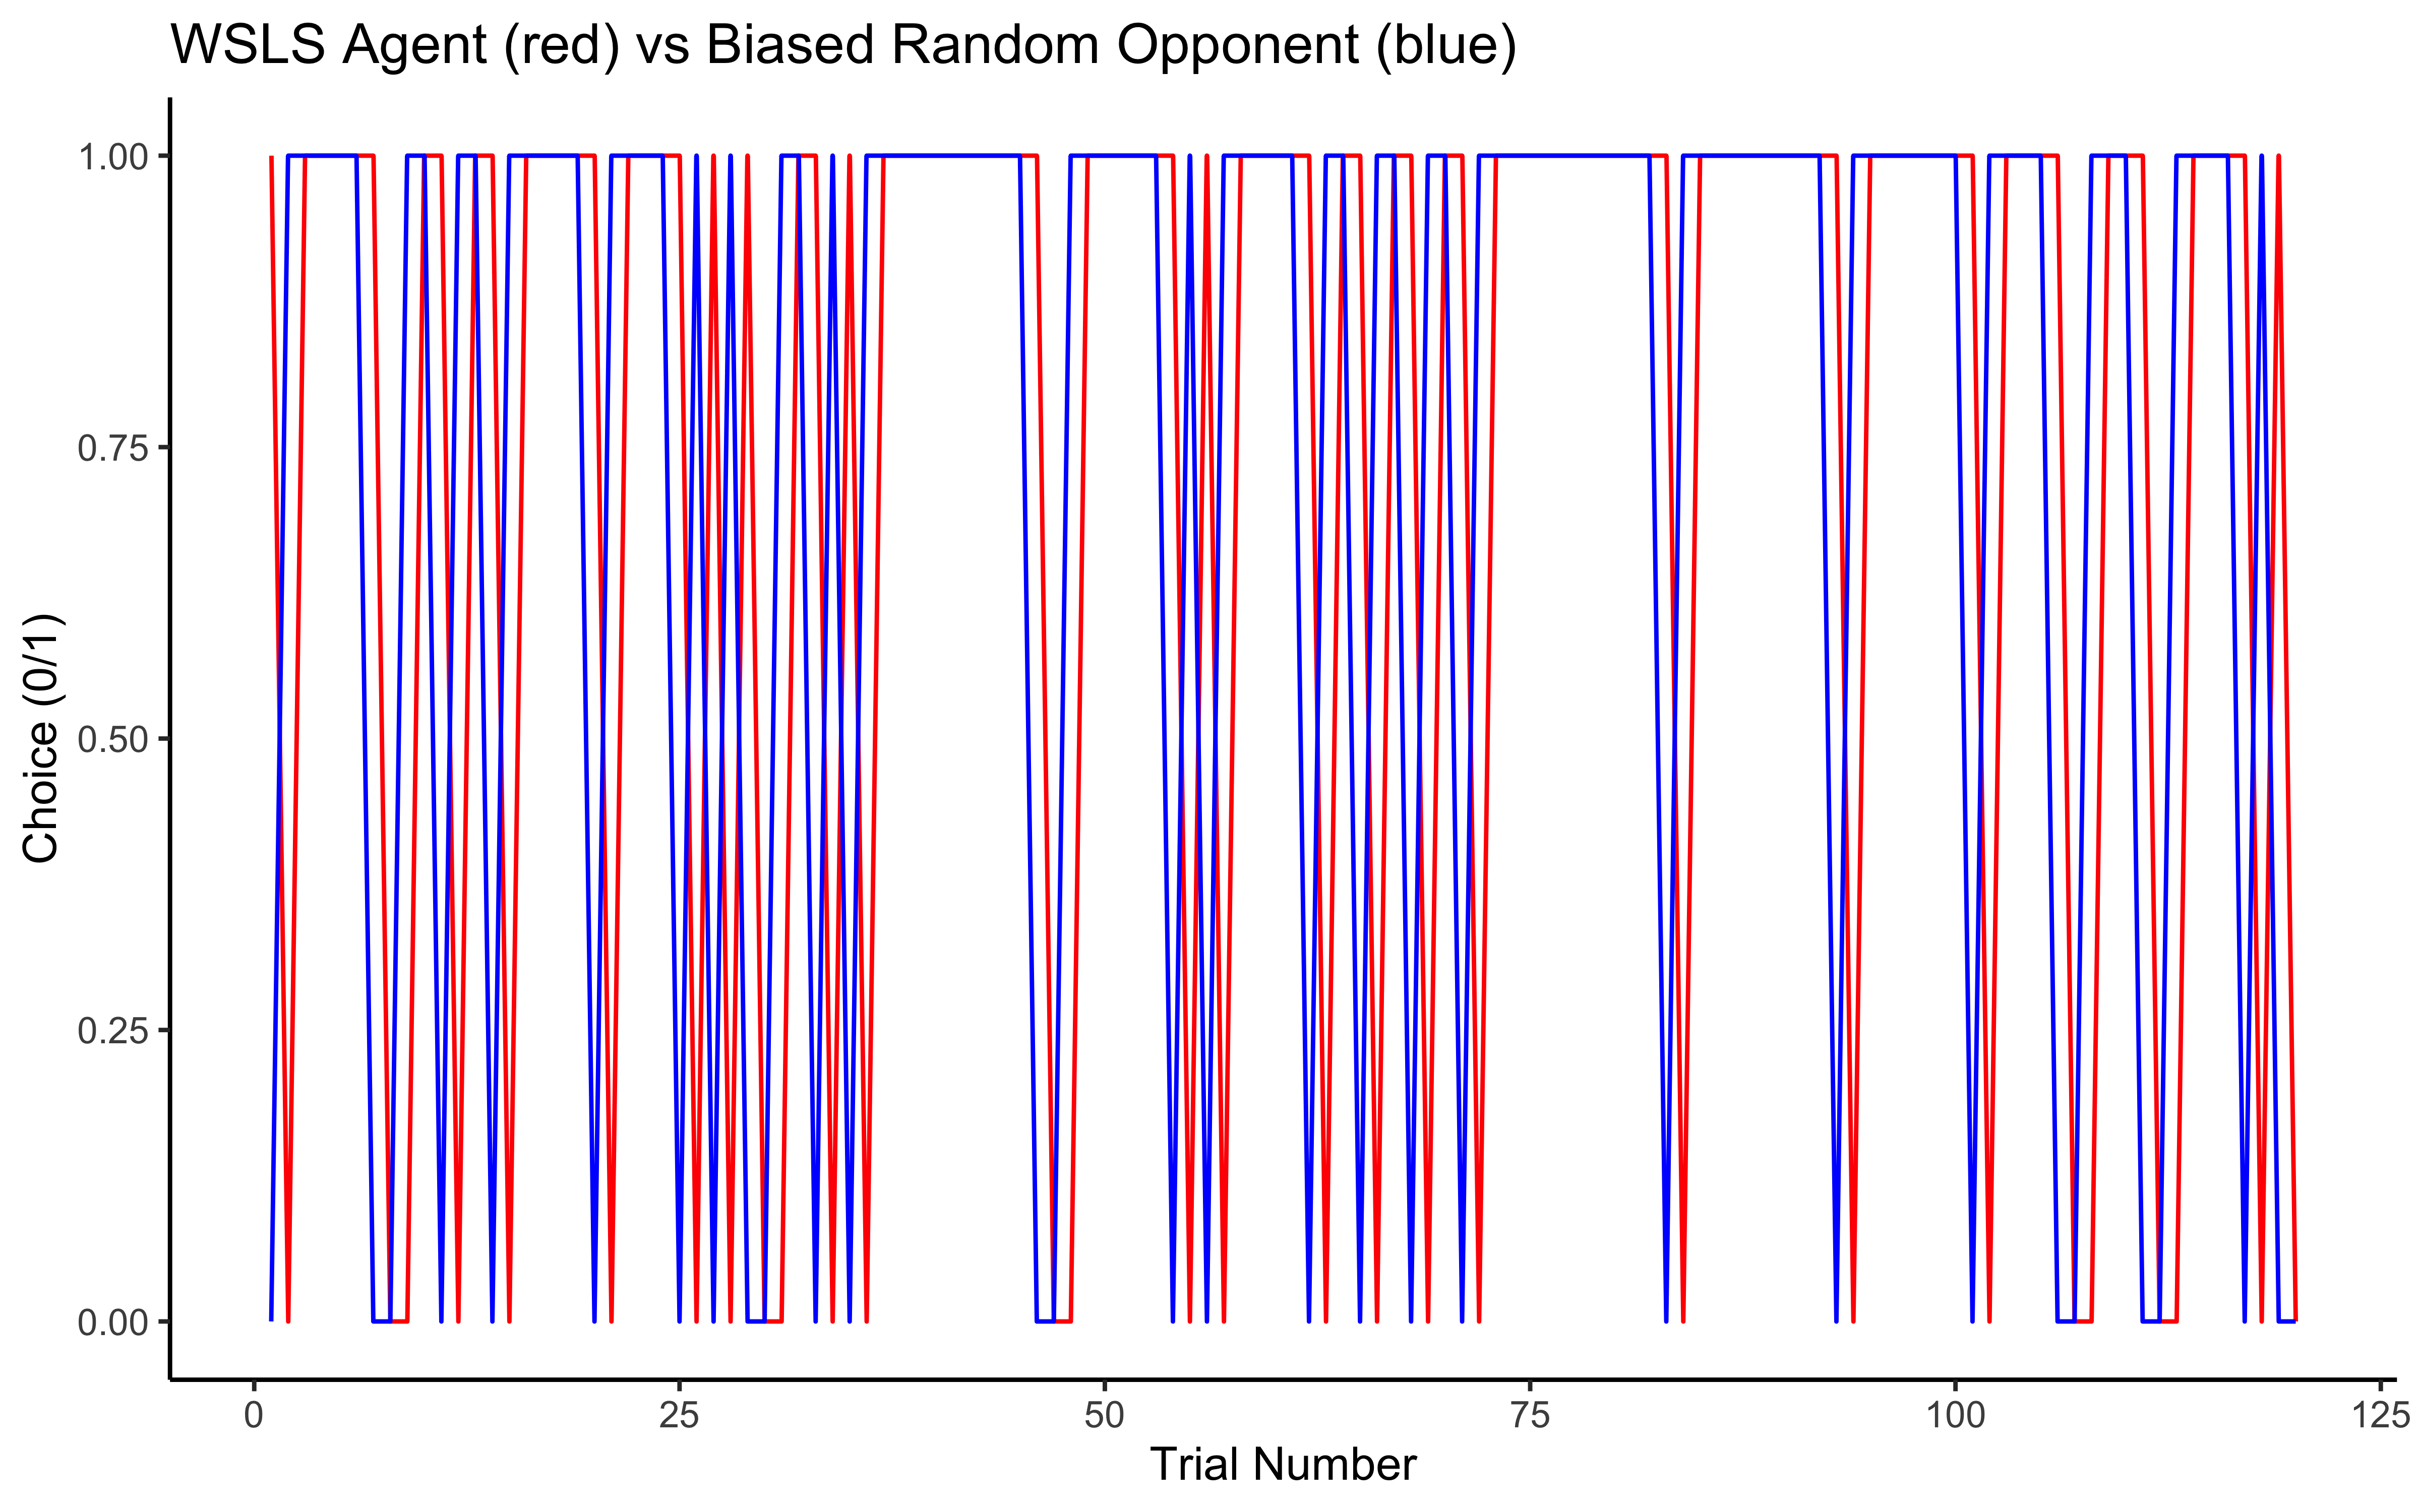 WSLS Agent (red) vs Biased Random Opponent (blue)
1.00
0.75
0.50
0.25
0.00
Choice (0/1)
0 25 50 75 100 125
Trial Number